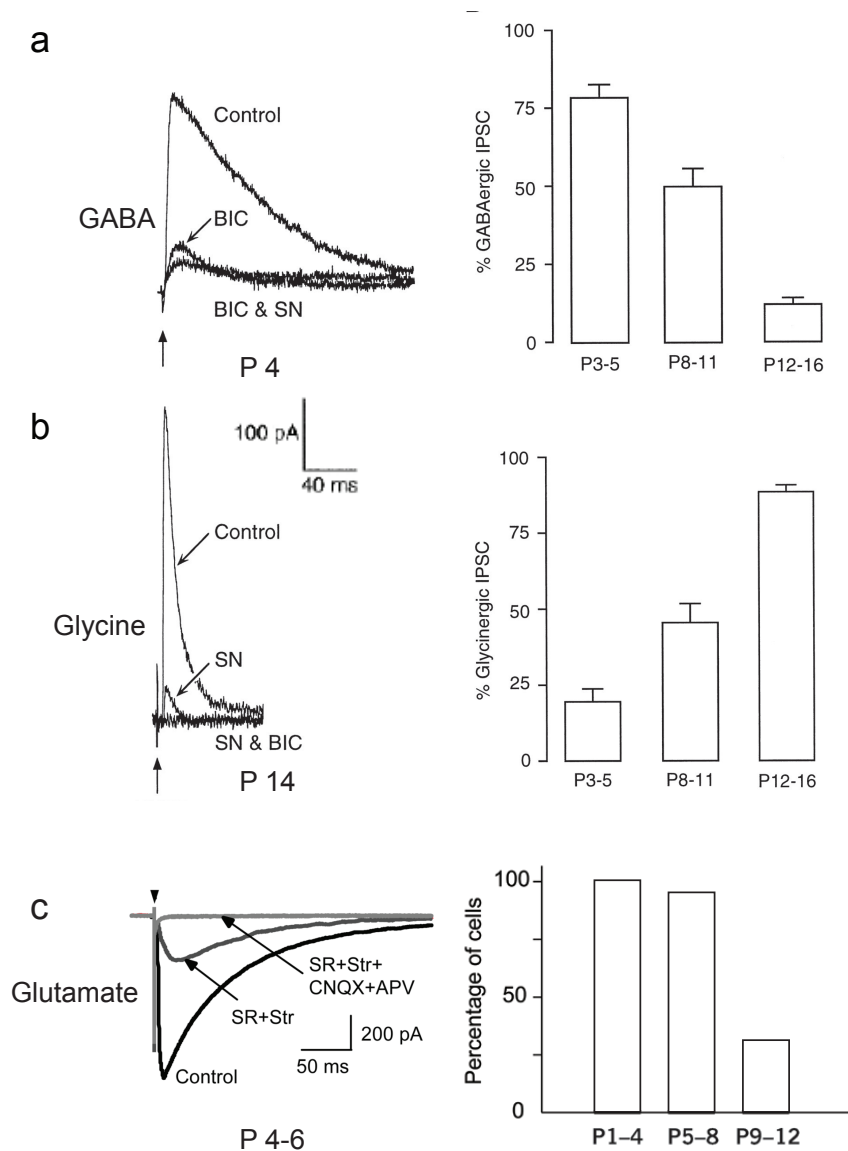 a
Control
GABA
BIC
BIC & SN
P 4
% GABAergic IPSC
100
75
50
25
0
P3-5
P8-11
P12-16
b
100 pA
40 ms
Control
Glycine
SN
SN & BIC
P 14
% Glycinergic IPSC
100
75
50
25
0
P3-5
P8-11
P12-16
c
Glutamate
SR+Str+
CNQX+APV
SR+Str
200 pA
50 ms
Control
P 4-6
Percentage of cells
100
50
0
P1–4
P5–8
P9–12